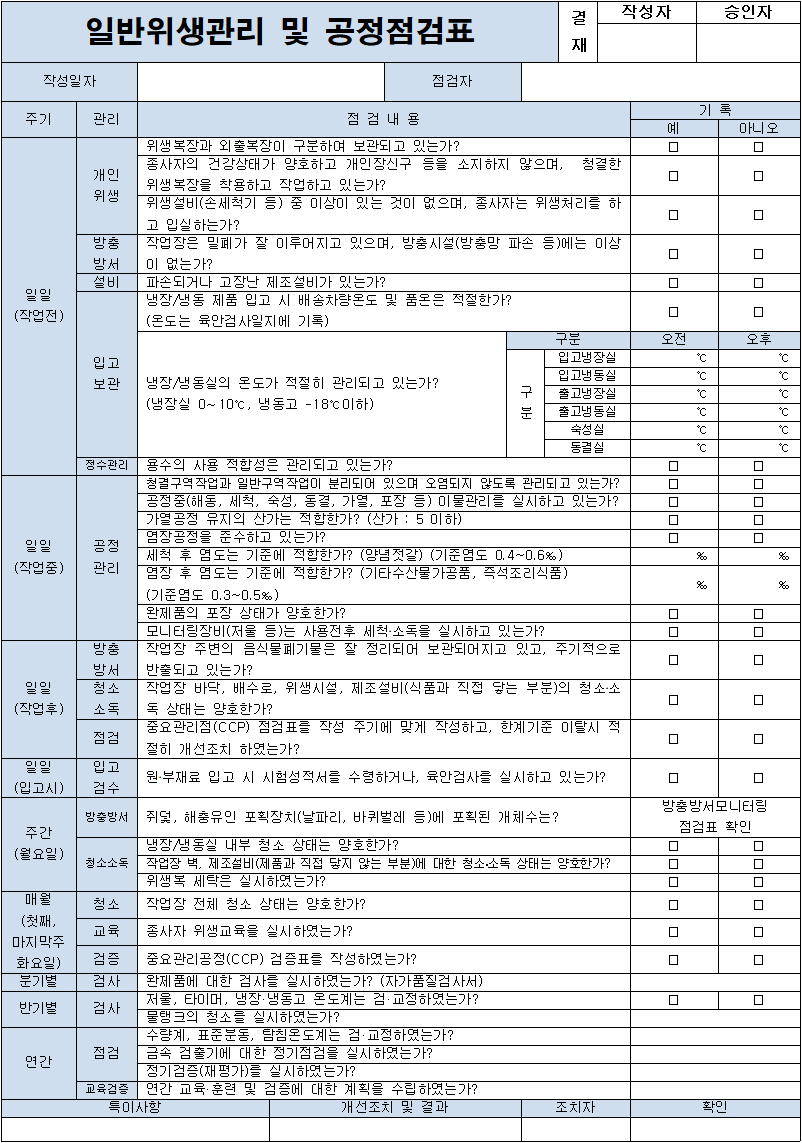 일반위생관리 및 공정점검표
결
재
작성자
승인자
작성일자
점검자
주기
관리
점 검 내 용
기 록
예
아니오
일일
(작업전)
개인
위생
위생복장과 외출복장이 구분하여 보관되고 있는가?
□ □
종사자의 건강상태가 양호하고 개인장신구 등을 소지하지 않으며, 청결한
위생복장을 착용하고 작업하고 있는가?
□ □
위생설비(손세척기 등) 중 이상이 있는 것이 없으며, 종사자는 위생처리를 하
고 입실하는가?
□ □
방충
방서
작업장은 밀폐가 잘 이루어지고 있으며, 방충시설(방충망 파손 등)에는 이상
이 없는가?
□ □
설비
파손되거나 고장난 제조설비가 있는가?
□ □
입고
보관
냉장/냉동 제품 입고 시 배송차량온도 및 품온은 적절한가?
(온도는 육안검사일지에 기록)
□ □
냉장/냉동실의 온도가 적절히 관리되고 있는가?
(냉장실 0~10℃, 냉동고 -18℃이하)
구분
오전
오후
구
분
입고냉장실 ℃ ℃
입고냉동실 ℃ ℃
출고냉장실 ℃ ℃
출고냉동실 ℃ ℃
숙성실 ℃ ℃
동결실 ℃ ℃
정수관리
용수의 사용 적합성은 관리되고 있는가?
□ □
일일
(작업중)
공정
관리
청결구역작업과 일반구역작업이 분리되어 있으며 오염되지 않도록 관리되고 있는가?
□ □
공정중(해동, 세척, 숙성, 동결, 가열, 포장 등) 이물관리를 실시하고 있는가?
□ □
가열공정 유지의 산가는 적합한가? (산가 : 5 이하)
□ □
염장공정을 준수하고 있는가?
□ □
세척 후 염도는 기준에 적합한가? (양념젓갈) (기준염도 0.4~0.6‰)
‰ ‰
염장 후 염도는 기준에 적합한가? (기타수산물가공품, 즉석조리식품)
(기준염도 0.3~0.5‰)
‰ ‰
완제품의 포장 상태가 양호한가?
□ □
모니터링장비(저울 등)는 사용전후 세척·소독을 실시하고 있는가?
□ □
일일
(작업후)
방충
방서
작업장 주변의 음식물폐기물은 잘 정리되어 보관되어지고 있고, 주기적으로
반출되고 있는가?
□ □
청소
소독
작업장 바닥, 배수로, 위생시설, 제조설비(식품과 직접 닿는 부분)의 청소·소
독 상태는 양호한가?
□ □
점검
중요관리점(CCP) 점검표를 작성 주기에 맞게 작성하고, 한계기준 이탈시 적
절히 개선조치 하였는가?
□ □
일일
(입고시)
입고
검수
원·부재료 입고 시 시험성적서를 수령하거나, 육안검사를 실시하고 있는가?
□ □
주간
(월요일)
방충방서
쥐덫, 해충유인 포획장치(날파리, 바퀴벌레 등)에 포획된 개체수는?
방충방서모니터링
점검표 확인
청소소독
냉장/냉동실 내부 청소 상태는 양호한가?
□ □
작업장 벽, 제조설비(제품과 직접 닿지 않는 부분)에 대한 청소·소독 상태는 양호한가?
□ □
위생복 세탁은 실시하였는가?
□ □
매월
(첫째,
마지막주
화요일)
청소
작업장 전체 청소 상태는 양호한가?
□ □
교육
종사자 위생교육을 실시하였는가?
□ □
검증
중요관리공정(CCP) 검증표를 작성하였는가?
□ □
분기별
검사
완제품에 대한 검사를 실시하였는가? (자가품질검사서)
반기별
검사
저울, 타이머, 냉장·냉동고 온도계는 검·교정하였는가?
□ □
물탱크의 청소를 실시하였는가?
연간
점검
수량계, 표준분동, 탐침온도계는 검·교정하였는가?
금속 검출기에 대한 정기점검을 실시하였는가?
정기검증(재평가)를 실시하였는가?
교육검증
연간 교육·훈련 및 검증에 대한 계획을 수립하였는가?
특이사항
개선조치 및 결과
조치자
확인